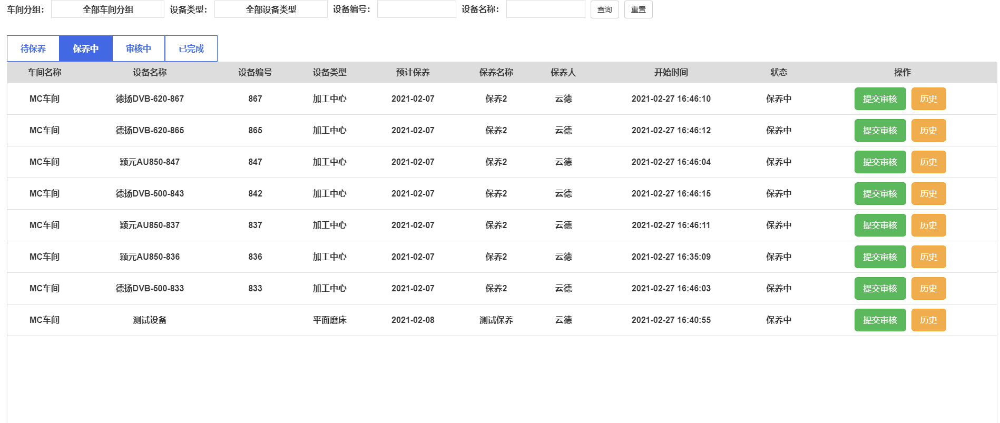 车间分组： 全部车间分组 设备类型： 全部设备类型 设备编号： 设备名称： 查询 重置
待保养 保养中 审核中 已完成
车间名称 设备名称 设备编号 设备类型 预计保养 保养名称 保养人 开始时间 状态 操作
MC车间 德扬DVB-620-867 867 加工中心 2021-02-07 保养2 云德 2021-02-27 16:46:10 保养中 提交审核 历史
MC车间 德扬DVB-620-865 865 加工中心 2021-02-07 保养2 云德 2021-02-27 16:46:12 保养中 提交审核 历史
MC车间 颖元AU850-847 847 加工中心 2021-02-07 保养2 云德 2021-02-27 16:46:04 保养中 提交审核 历史
MC车间 德扬DVB-500-843 842 加工中心 2021-02-07 保养2 云德 2021-02-27 16:46:15 保养中 提交审核 历史
MC车间 颖元AU850-837 837 加工中心 2021-02-07 保养2 云德 2021-02-27 16:46:11 保养中 提交审核 历史
MC车间 颖元AU850-836 836 加工中心 2021-02-07 保养2 云德 2021-02-27 16:35:09 保养中 提交审核 历史
MC车间 德扬DVB-500-833 833 加工中心 2021-02-07 保养2 云德 2021-02-27 16:46:03 保养中 提交审核 历史
MC车间 测试设备 平面磨床 2021-02-08 测试保养 云德 2021-02-27 16:40:55 保养中 提交审核 历史